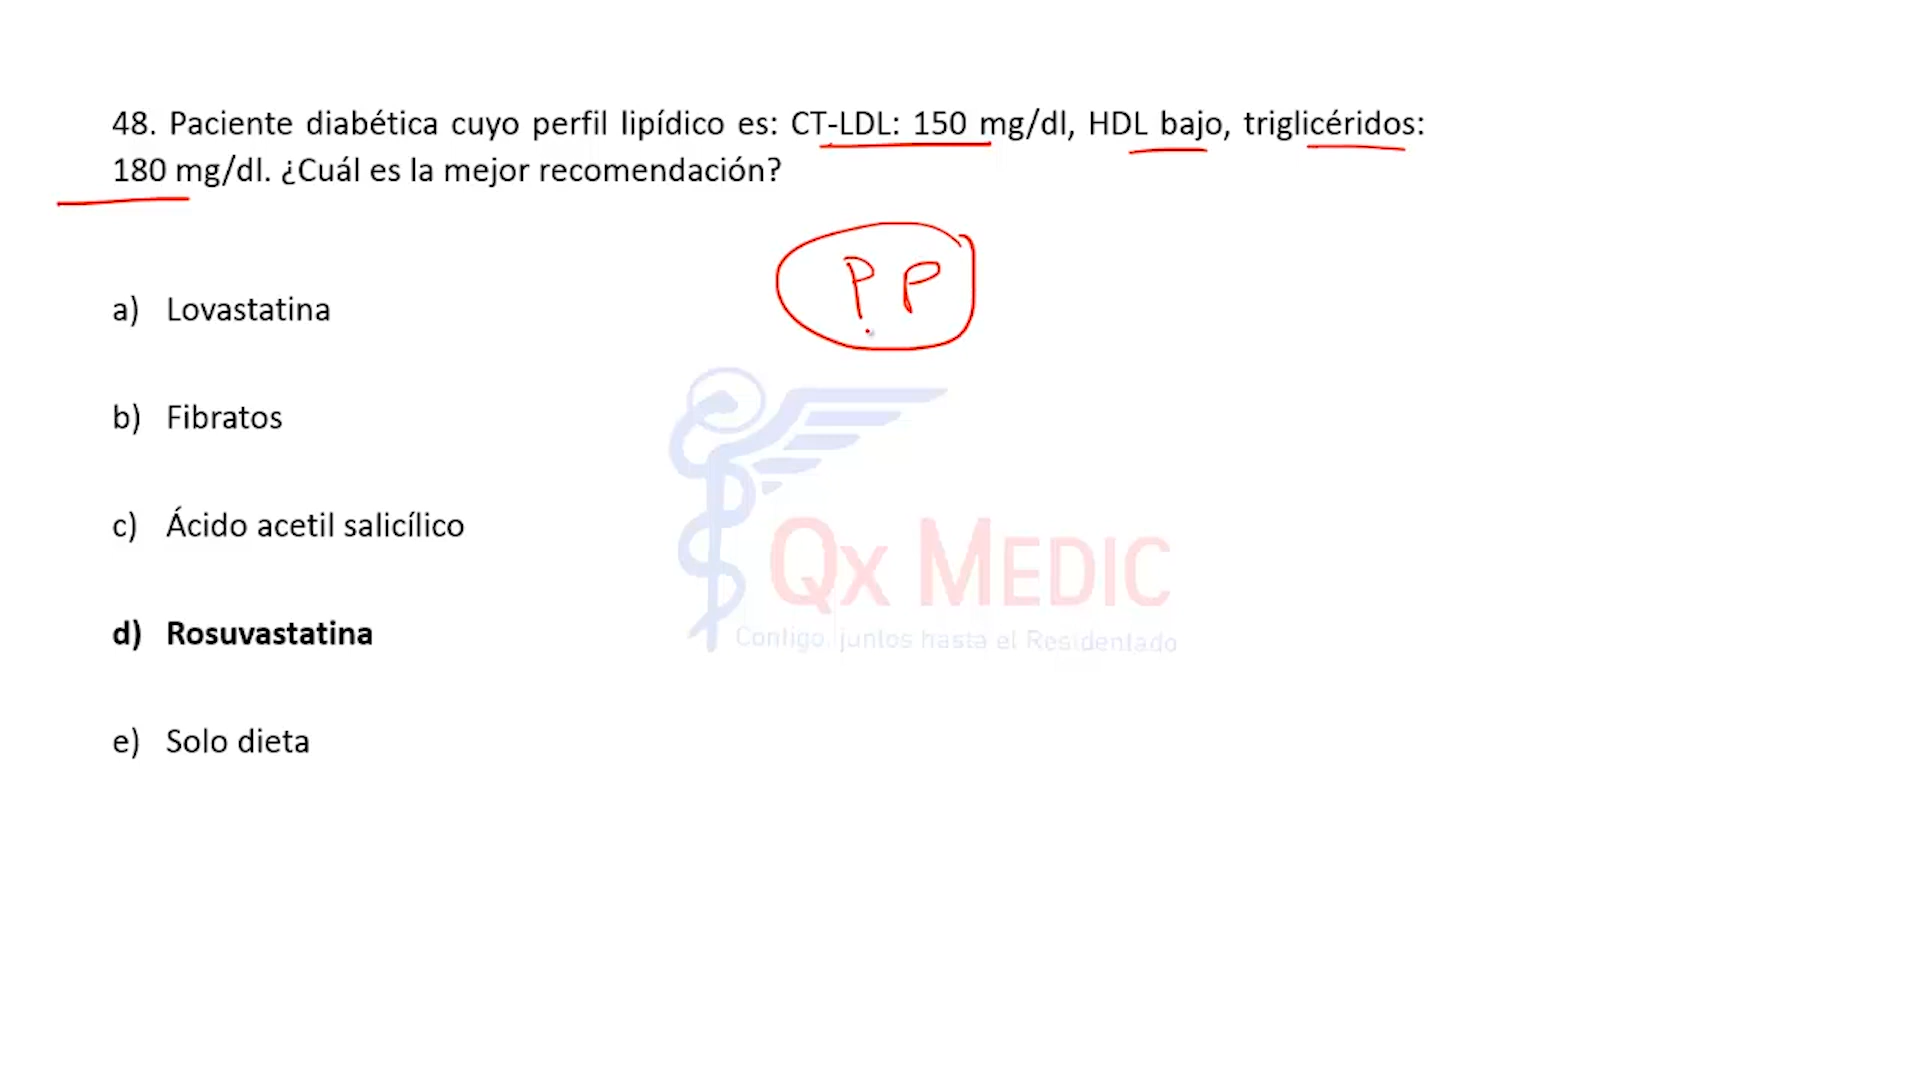 48. Paciente diabética cuyo perfil lipídico es: CT-LDL: 150 mg/dl, HDL bajo, triglicéridos:
180 mg/dl. ¿Cuál es la mejor recomendación?
PP
a) Lovastatina
b) Fibratos
c) Ácido acetil salicílico
d) Rosuvastatina
e) Solo dieta
Qx MEDIC
Contigo, juntos hasta el Residentado